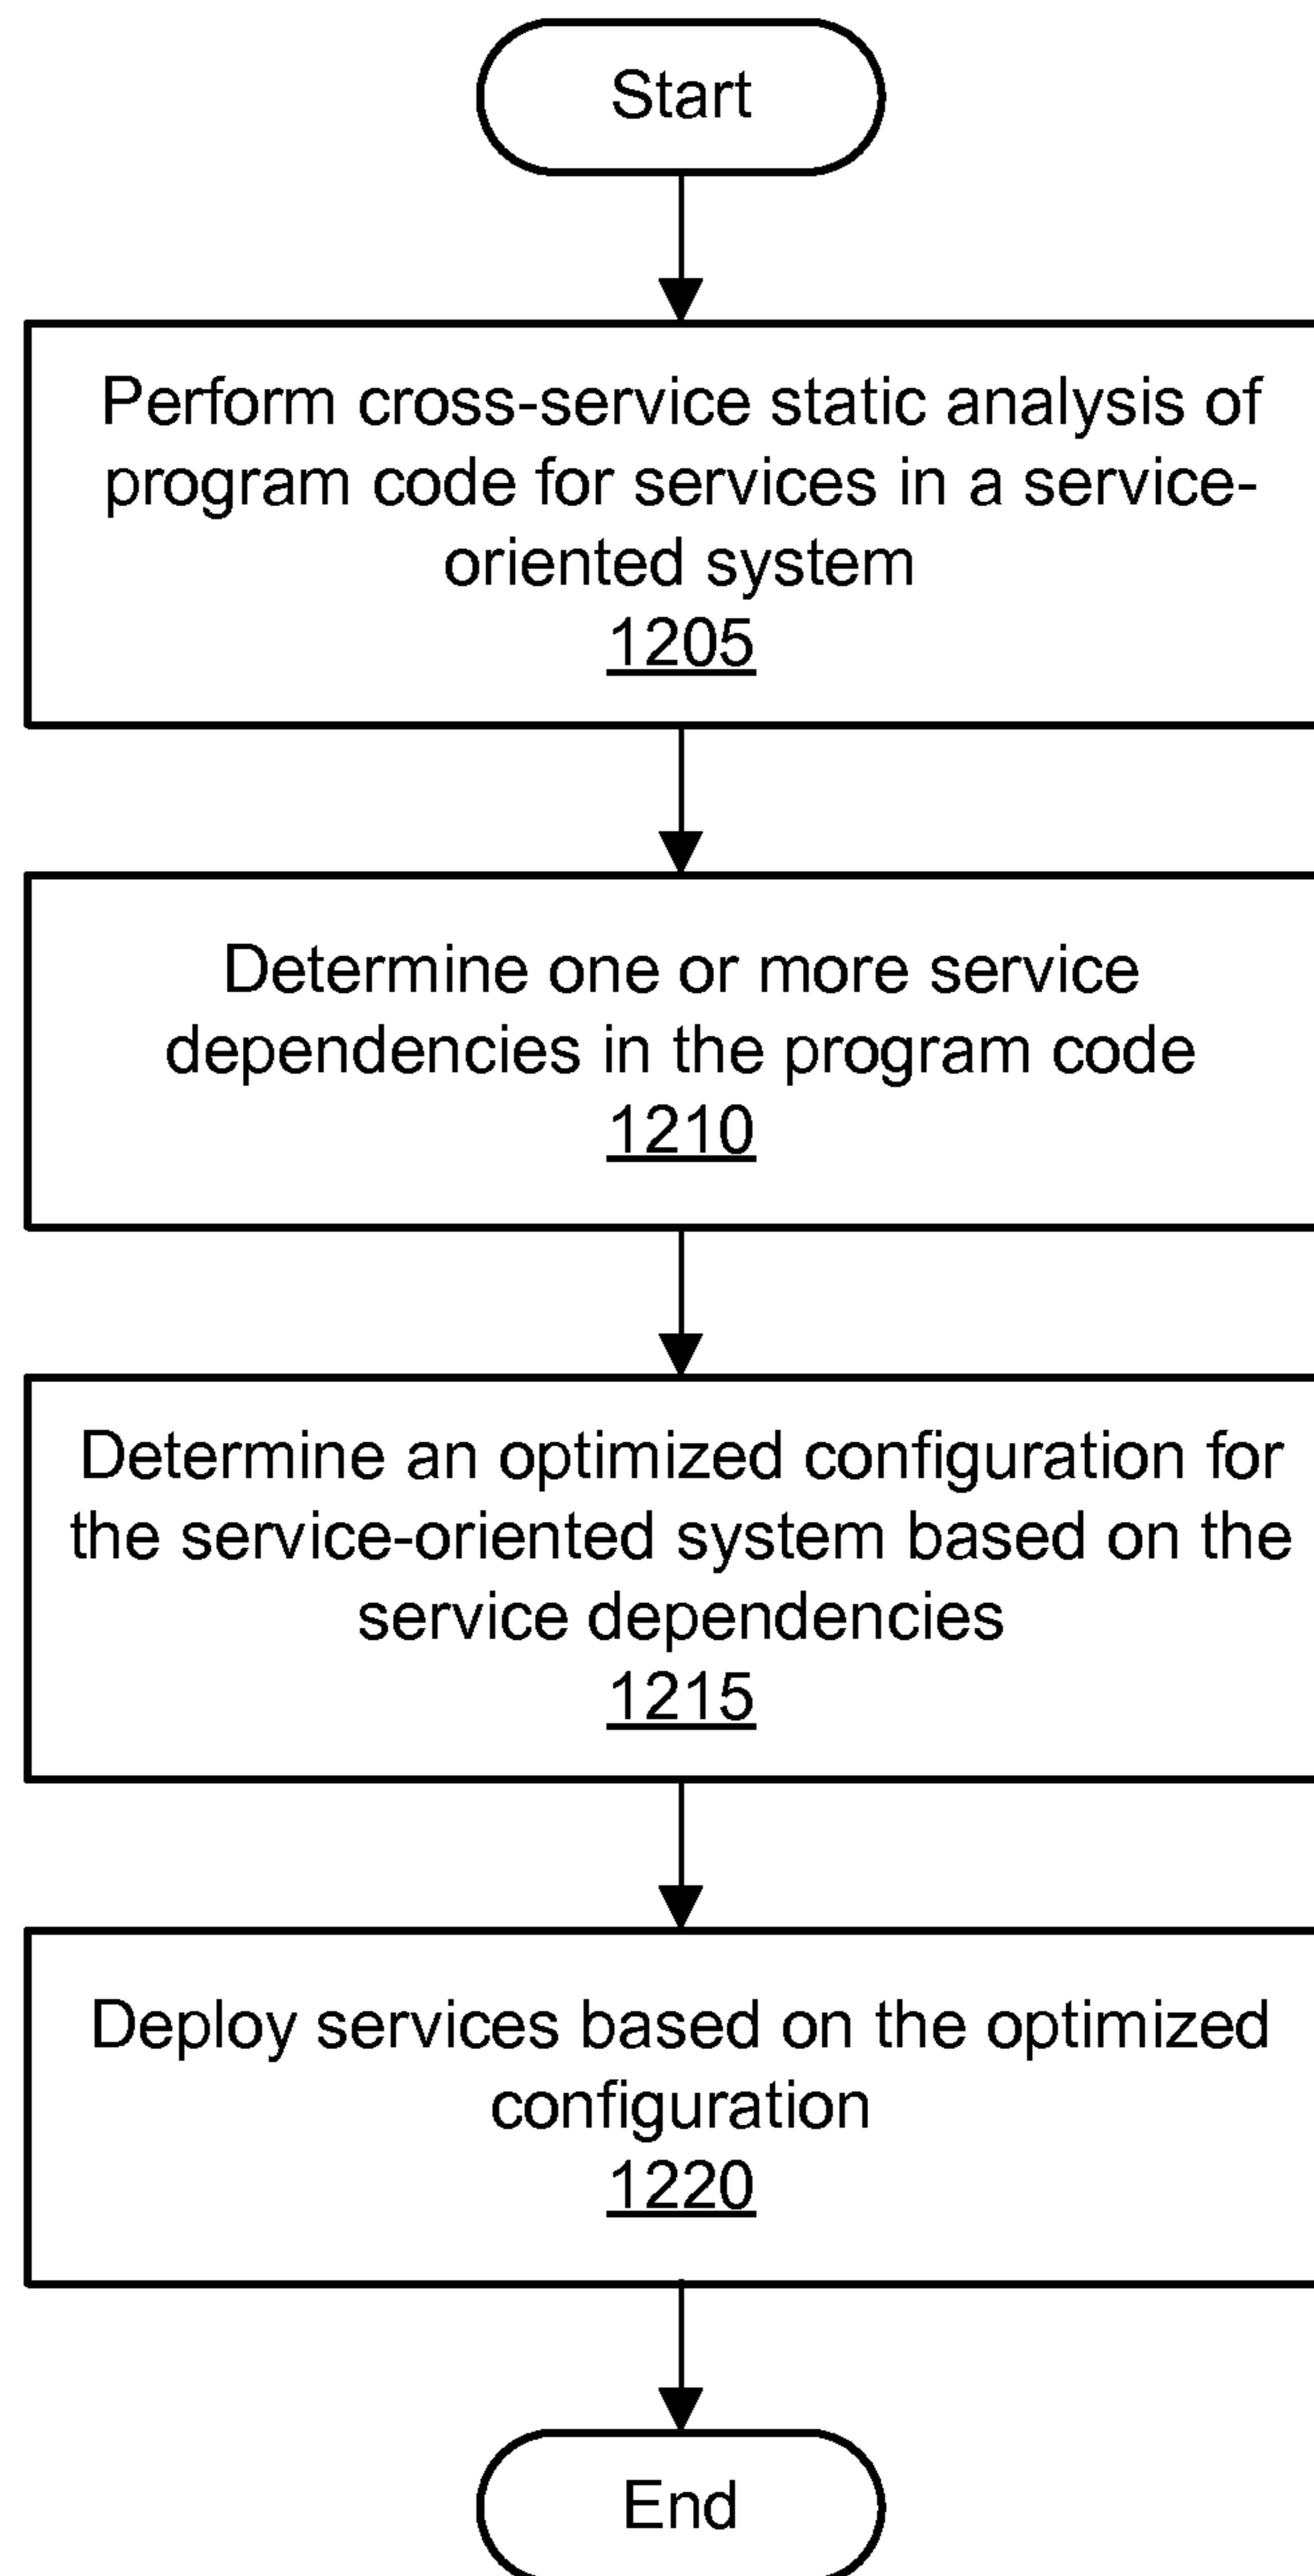 Start
Perform cross-service static analysis of
program code for services in a service-
oriented system
1205
Determine one or more service
dependencies in the program code
1210
Determine an optimized configuration for
the service-oriented system based on the
service dependencies
1215
Deploy services based on the optimized
configuration
1220
End